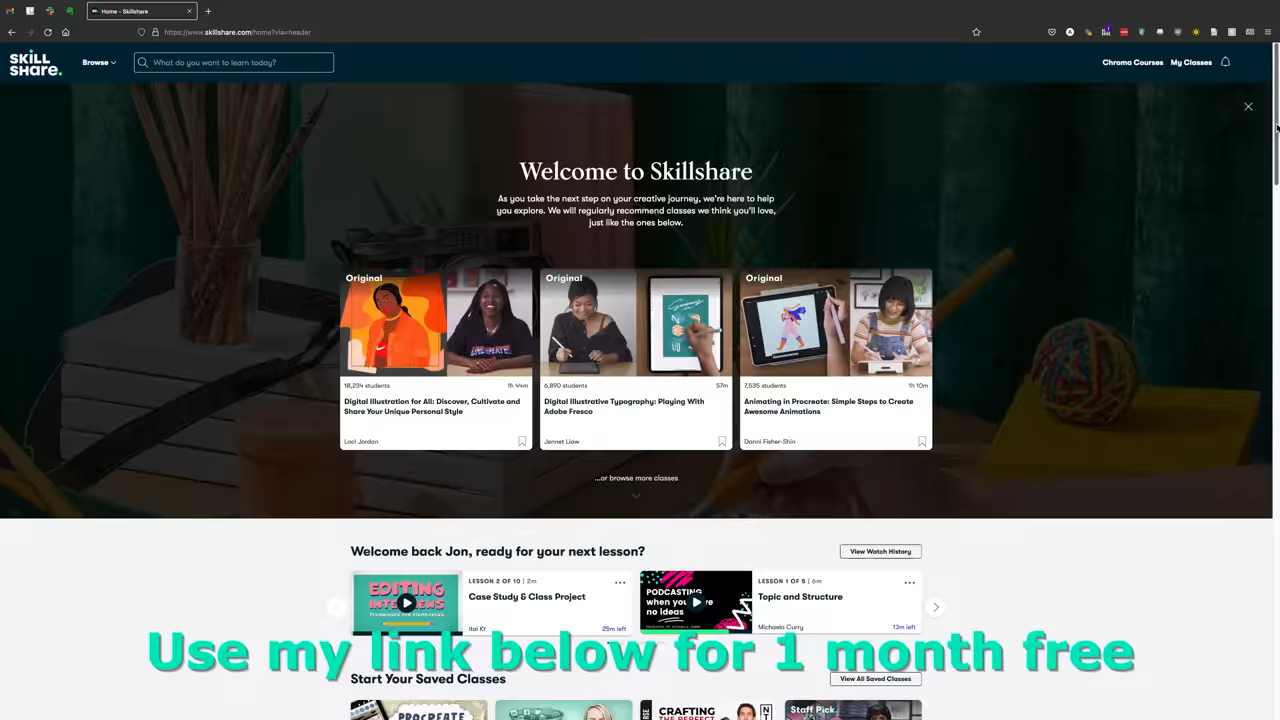 Home - Skillshare
https://www.skillshare.com/home?via=header
SKILL
SHARE.
Browse
What do you want to learn today?
Chroma Courses
My Classes
Welcome to Skillshare
As you take the next step on your creative journey, we're here to help
you explore. We will regularly recommend classes we think you'll love,
just like the ones below.
Original
Original
Original
18,234 students
1h 44m
Digital Illustration for All: Discover, Cultivate and
Share Your Unique Personal Style
Laci Jordan
6,890 students
57m
Digital Illustrative Typography: Playing With
Adobe Fresco
Jennet Liaw
7,535 students
1h 10m
Animating in Procreate: Simple Steps to Create
Awesome Animations
Danni Fisher-Shin
...or browse more classes
Welcome back Jon, ready for your next lesson?
View Watch History
EDITING
INTERVIEWS
LESSON 2 OF 10 | 2m
Case Study & Class Project
Itai Kt
25m left
PODCASTING
when you have
no ideas
LESSON 1 OF 5 | 6m
Topic and Structure
Michaela Curry
13m left
Use my link below for 1 month free
Start Your Saved Classes
View All Saved Classes
PROCREATE
CRAFTING
THE PERFECT
Staff Pick